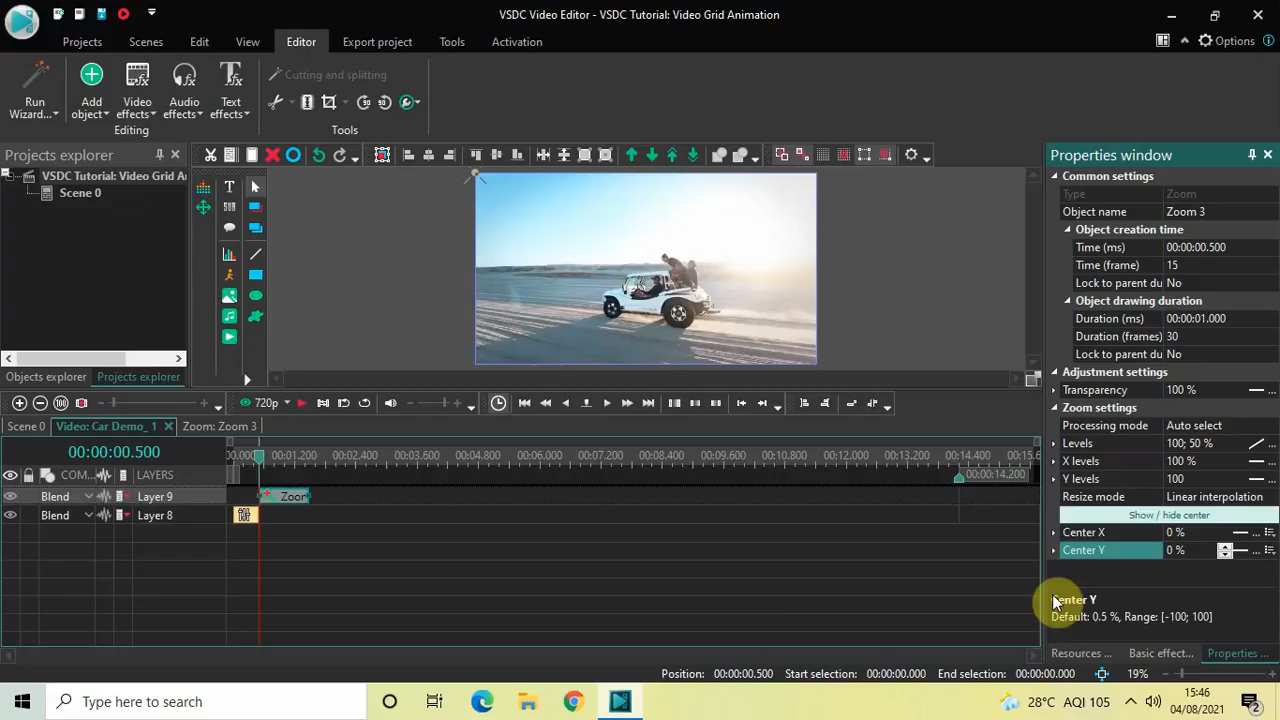 VSDC Video Editor - VSDC Tutorial: Video Grid Animation
Projects Scenes Edit View Editor Export project Tools Activation
Options
Run Wizard...
Add object
Video effects
Audio effects
Text effects
Editing
Cutting and splitting
Tools
Projects explorer
VSDC Tutorial: Video Grid Ar
Scene 0
Objects explorer
Projects explorer
Properties window
Common settings
Type Zoom
Object name Zoom 3
Object creation time
Time (ms) 00:00:00.500
Time (frame) 15
Lock to parent du No
Object drawing duration
Duration (ms) 00:00:01.000
Duration (frames) 30
Lock to parent du No
Adjustment settings
Transparency 100 %
Zoom settings
Processing mode Auto select
Levels 100; 50 %
X levels 100 %
Y levels 100
Resize mode Linear interpolation
Show / hide center
Center X 0 %
Center Y 0 %
Center Y
Default: 0.5 %, Range: [-100; 100]
Resources ... Basic effect... Properties ...
720p
Scene 0 Video: Car Demo_ 1 Zoom: Zoom 3
00:00:00.500
0.000 00:01.200 00:02.400 00:03.600 00:04.800 00:06.000 00:07.200 00:08.400 00:09.600 00:10.800 00:12.000 00:13.200 00:14.400 00:15.6
00:00:14.200
COM... LAYERS
Blend Layer 9
Zoor
Blend Layer 8
Position: 00:00:00.500 Start selection: 00:00:00.000 End selection: 00:00:00.000 19%
Type here to search
28°C AQI 105
15:46
04/08/2021
2